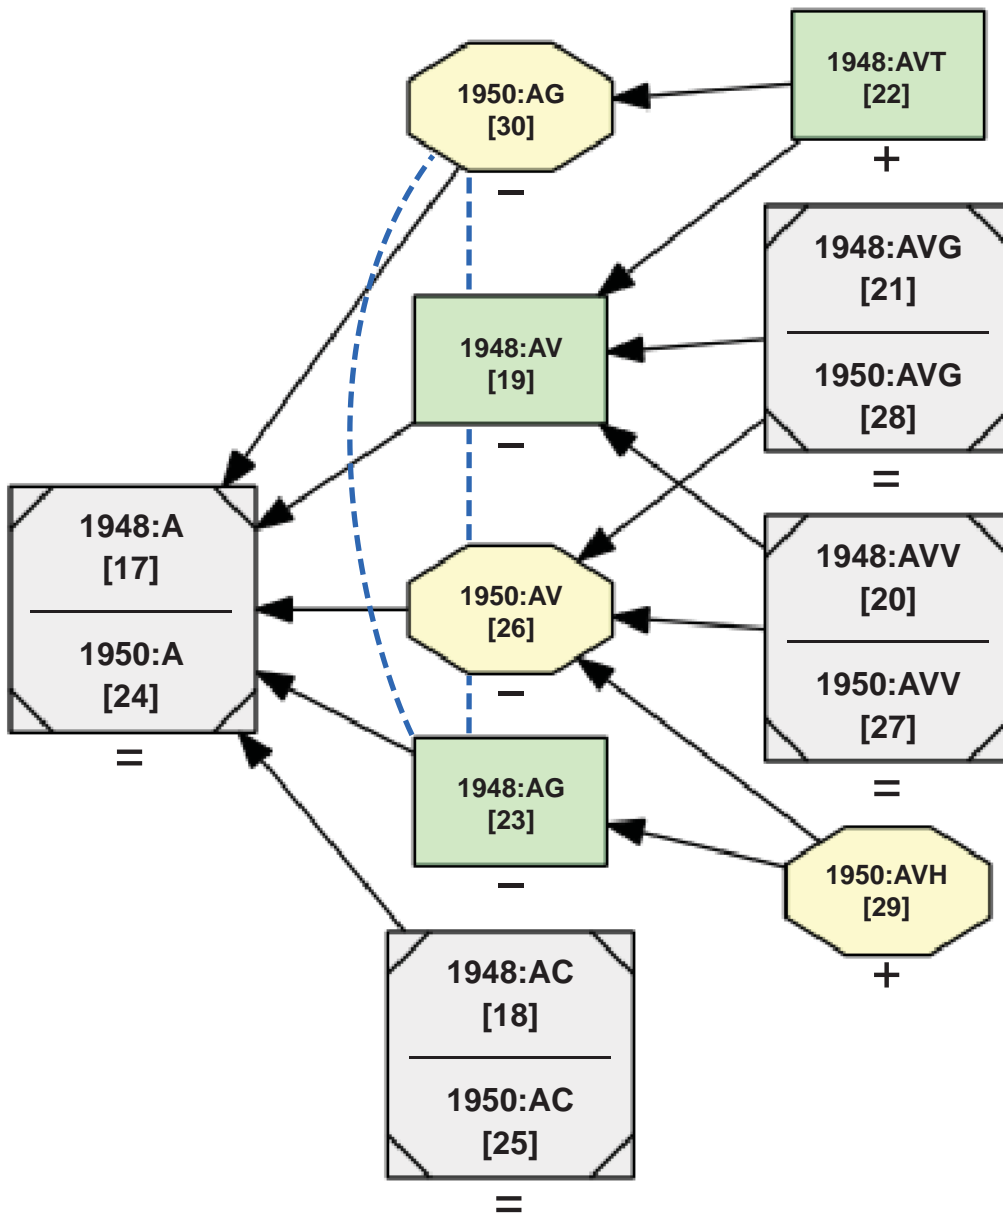 1950:AG
[30]
−
1948:AVT
[22]
+
1948:AVG
[21]
1950:AVG
[28]
=
1948:AV
[19]
−
1948:A
[17]
1950:A
[24]
=
1950:AV
[26]
−
1948:AVV
[20]
1950:AVV
[27]
=
1948:AG
[23]
−
1950:AVH
[29]
+
1948:AC
[18]
1950:AC
[25]
=